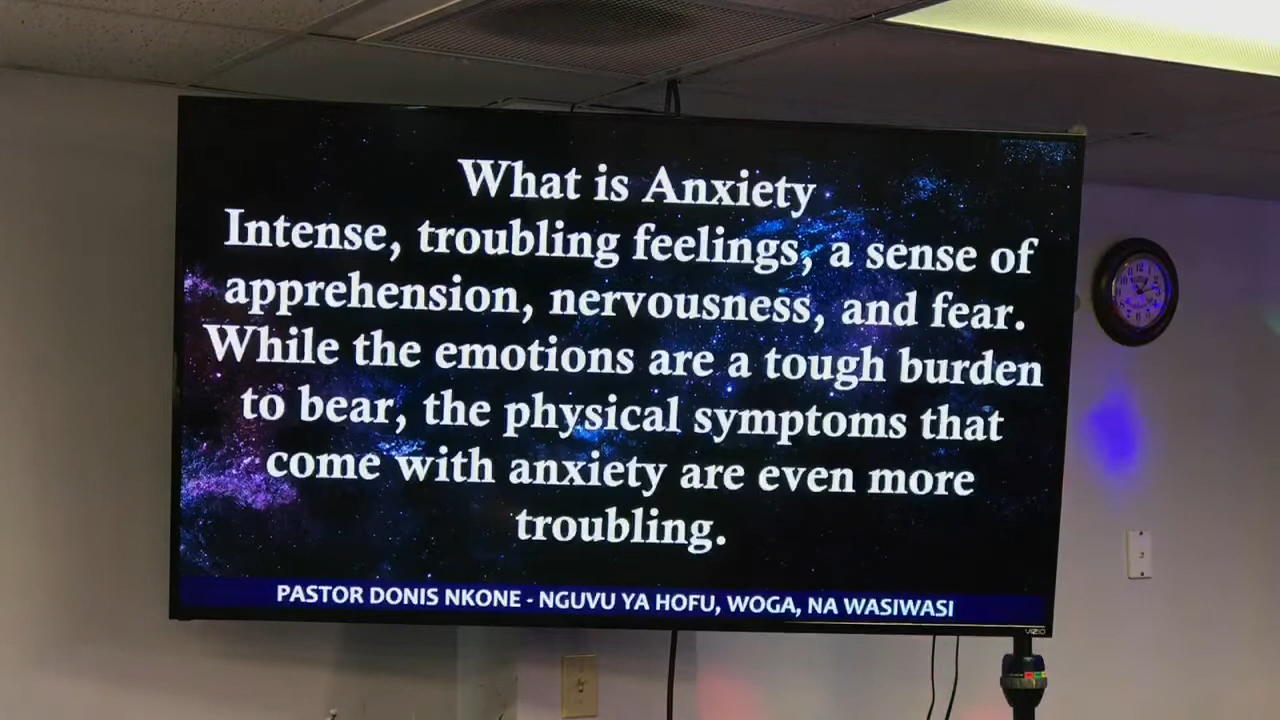 What is Anxiety
Intense, troubling feelings, a sense of
apprehension, nervousness, and fear.
While the emotions are a tough burden
to bear, the physical symptoms that
come with anxiety are even more
troubling.
PASTOR DONIS NKONE - NGUVU YA HOFU, WOGA, NA WASIWASI
VIZIO